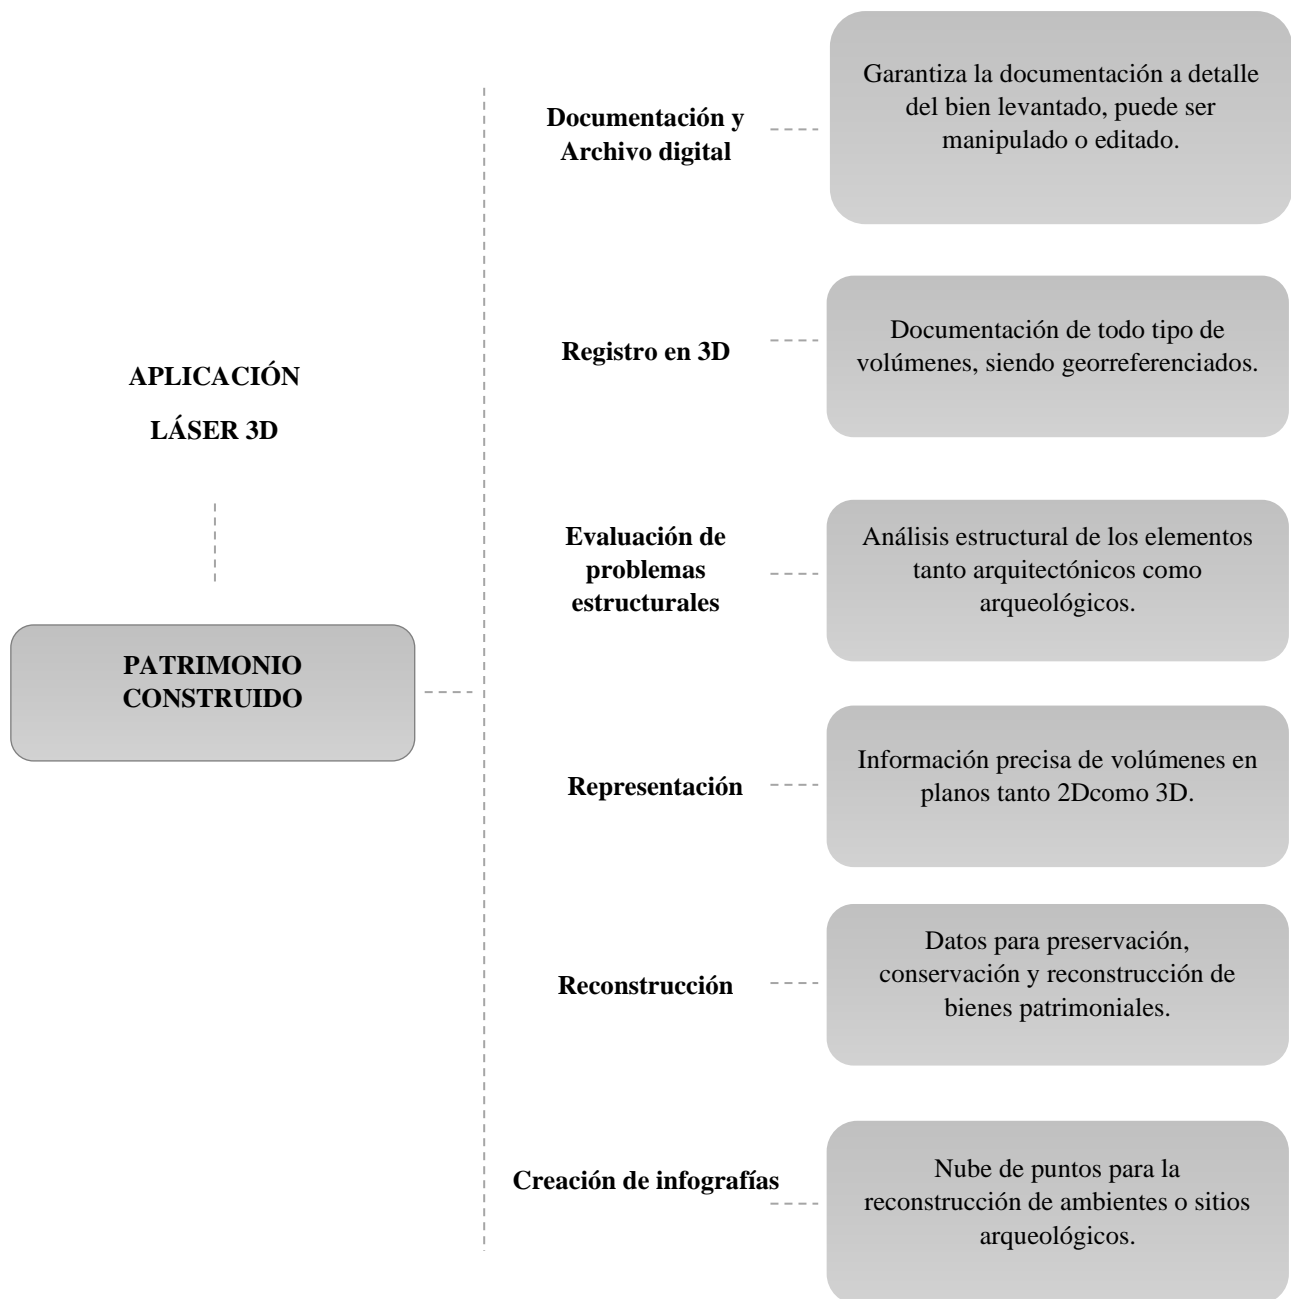 APLICACIÓN
LÁSER 3D
PATRIMONIO
CONSTRUIDO
Documentación y
Archivo digital
Garantiza la documentación a detalle
del bien levantado, puede ser
manipulado o editado.
Registro en 3D
Documentación de todo tipo de
volúmenes, siendo georreferenciados.
Evaluación de
problemas
estructurales
Análisis estructural de los elementos
tanto arquitectónicos como
arqueológicos.
Representación
Información precisa de volúmenes en
planos tanto 2Dcomo 3D.
Reconstrucción
Datos para preservación,
conservación y reconstrucción de
bienes patrimoniales.
Creación de infografías
Nube de puntos para la
reconstrucción de ambientes o sitios
arqueológicos.